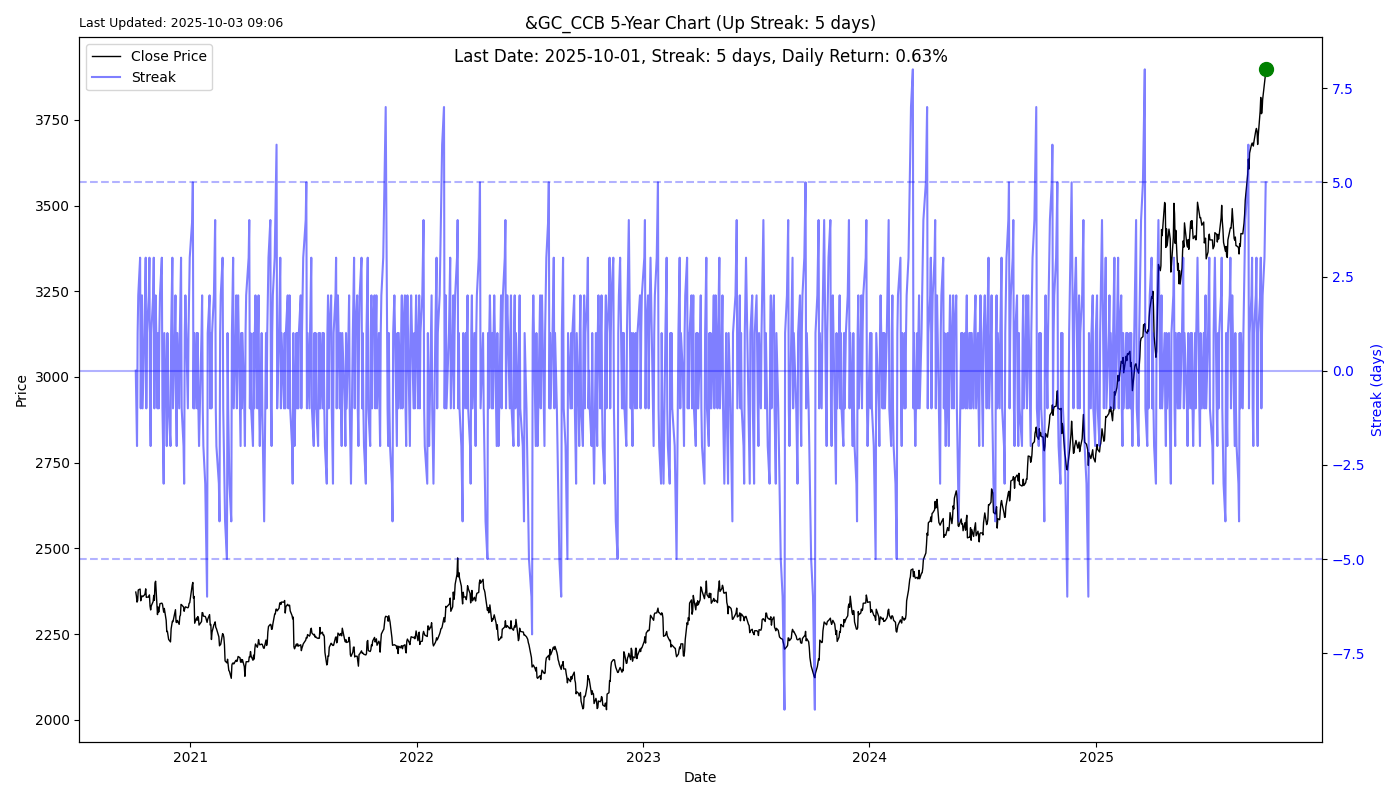 Last Updated: 2025-10-03 09:06
&GC_CCB 5-Year Chart (Up Streak: 5 days)
Last Date: 2025-10-01, Streak: 5 days, Daily Return: 0.63%
Close Price
Streak
Price
3750
3500
3250
3000
2750
2500
2250
2000
7.5
5.0
2.5
0.0
−2.5
−5.0
−7.5
Streak (days)
2021
2022
2023
2024
2025
Date